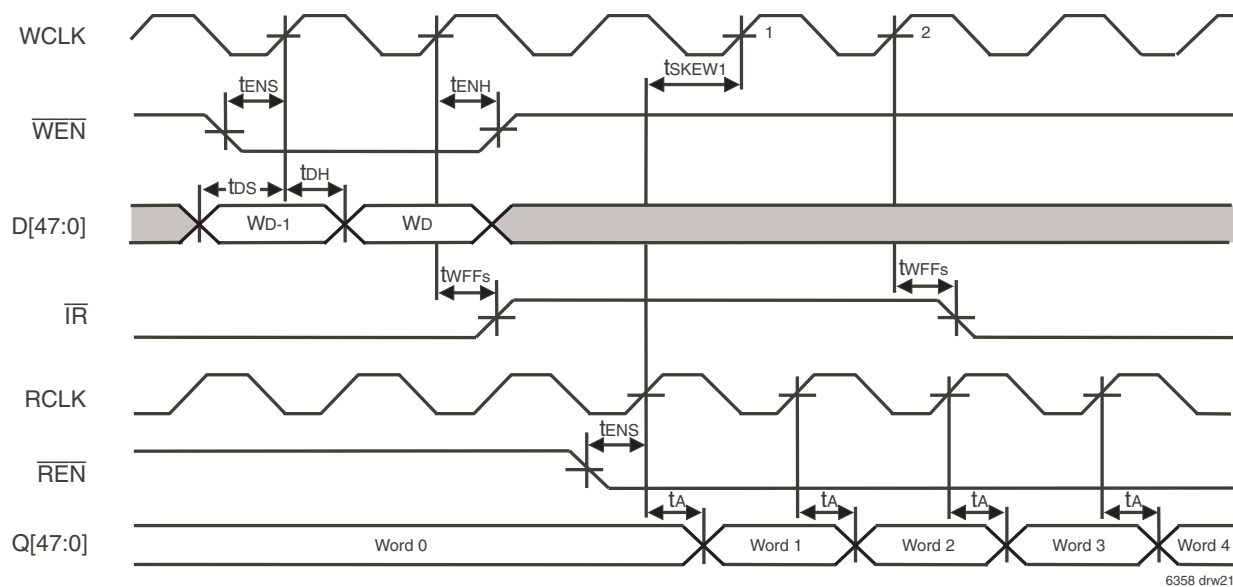 WCLK
1
2
tSKEW1
tENS
tENH
WEN
tDS
tDH
D[47:0]
WD-1
WD
tWFFs
tWFFs
IR
RCLK
tENS
REN
tA
tA
tA
tA
Q[47:0]
Word 0
Word 1
Word 2
Word 3
Word 4
6358 drw21